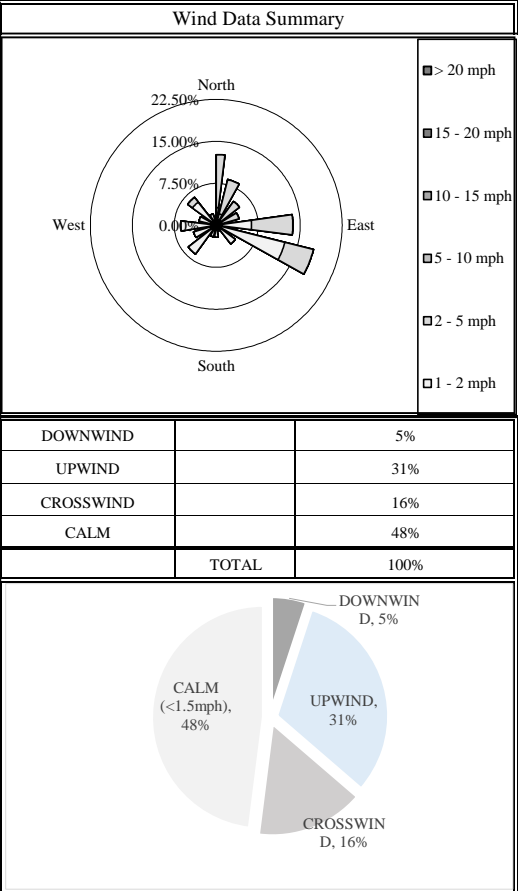 Wind Data Summary
North
22.50%
15.00%
7.50%
0.00%
West
East
South
> 20 mph
15 - 20 mph
10 - 15 mph
5 - 10 mph
2 - 5 mph
1 - 2 mph
DOWNWIND 5%
UPWIND 31%
CROSSWIND 16%
CALM 48%
TOTAL 100%
DOWNWIN
D, 5%
UPWIND,
31%
CROSSWIN
D, 16%
CALM
(<1.5mph),
48%